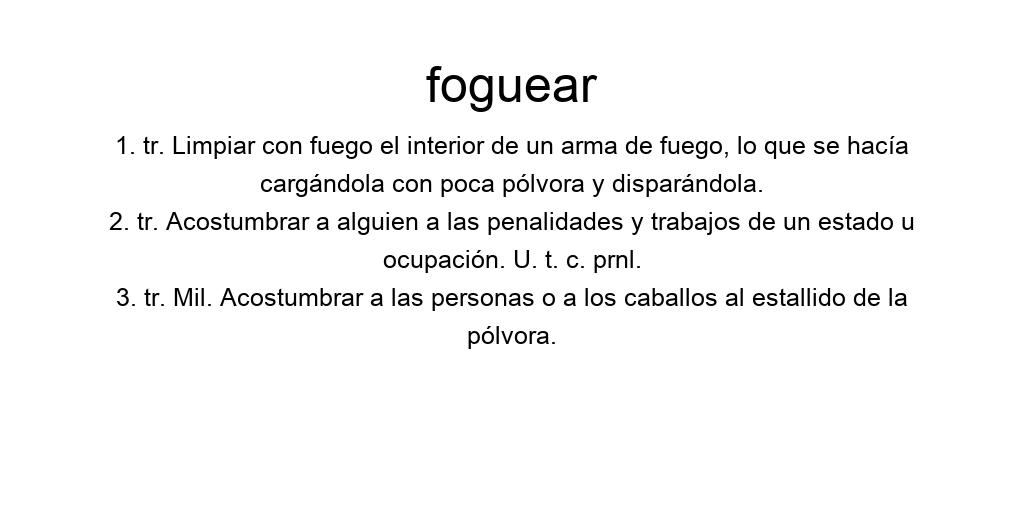 foguear
1. tr. Limpiar con fuego el interior de un arma de fuego, lo que se hacía
cargándola con poca pólvora y disparándola.
2. tr. Acostumbrar a alguien a las penalidades y trabajos de un estado u
ocupación. U. t. c. prnl.
3. tr. Mil. Acostumbrar a las personas o a los caballos al estallido de la
pólvora.